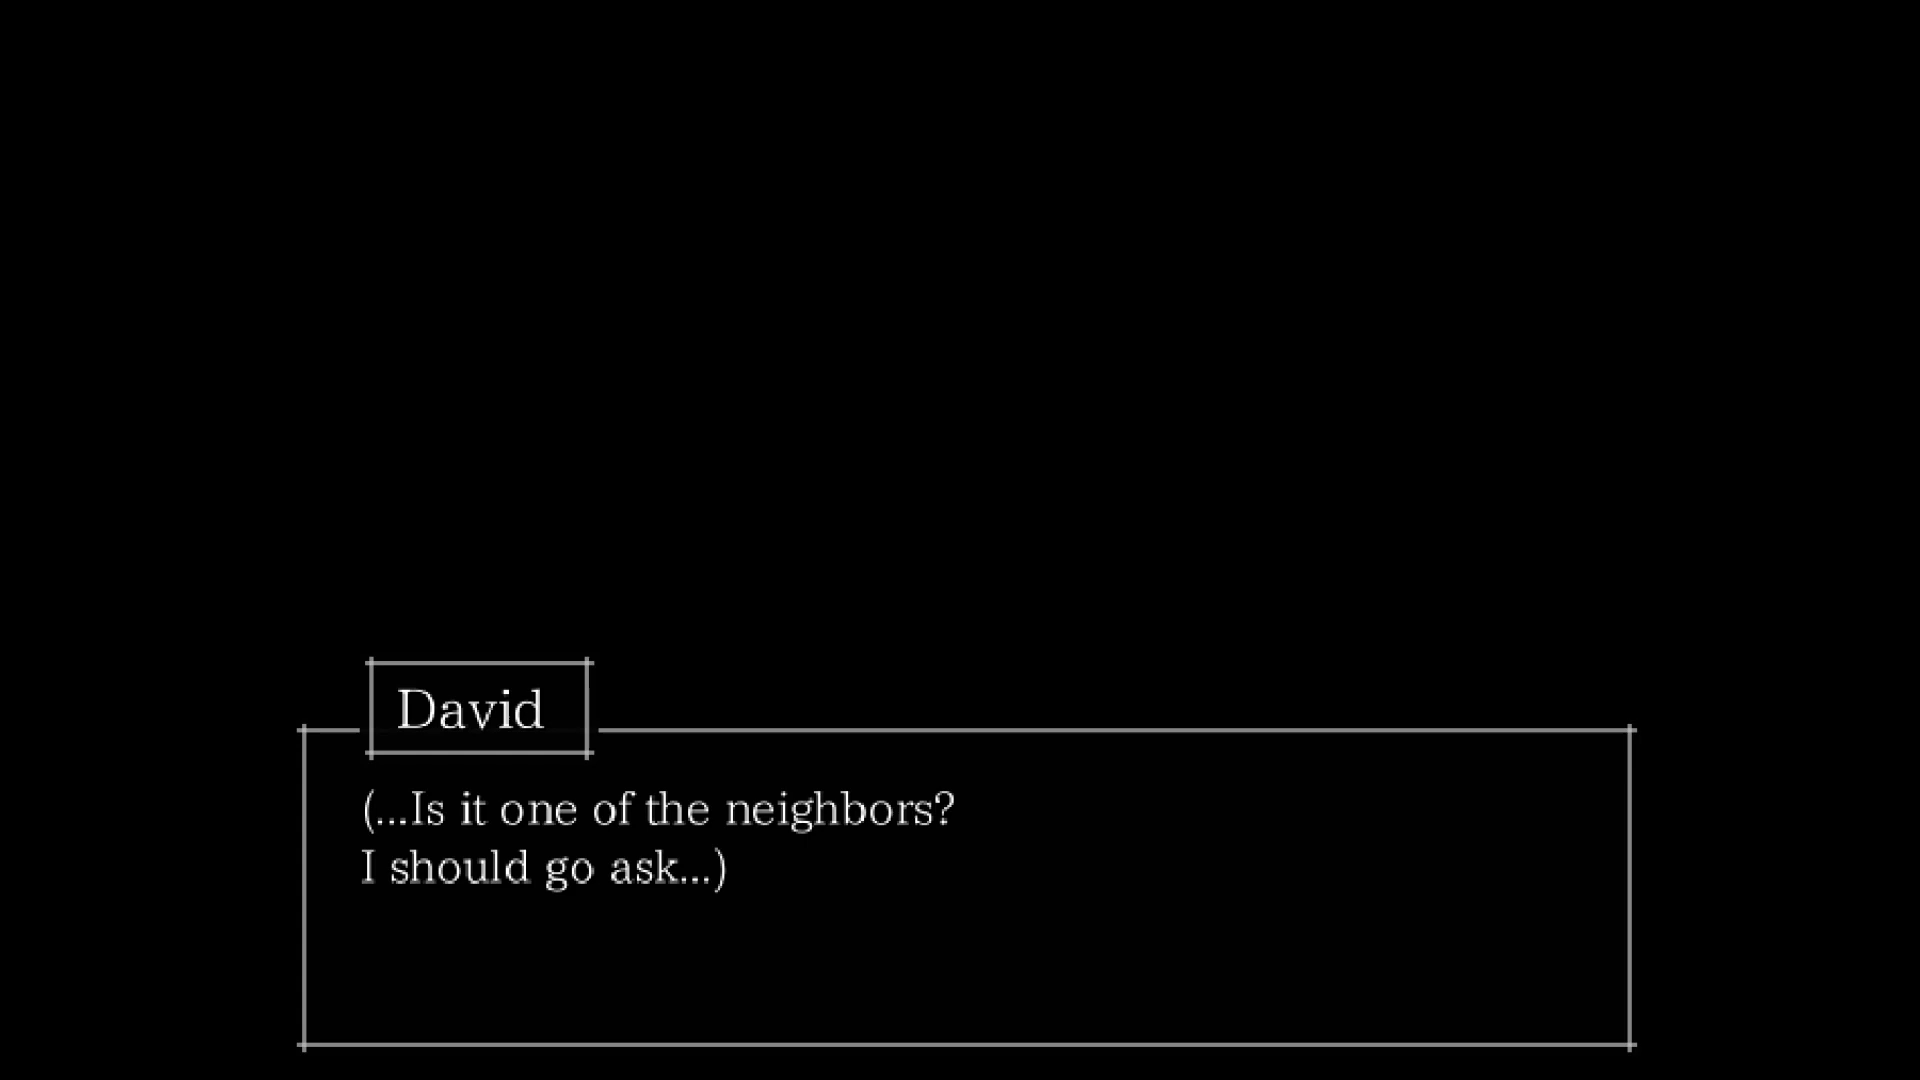 David
(...Is it one of the neighbors?
I should go ask...)